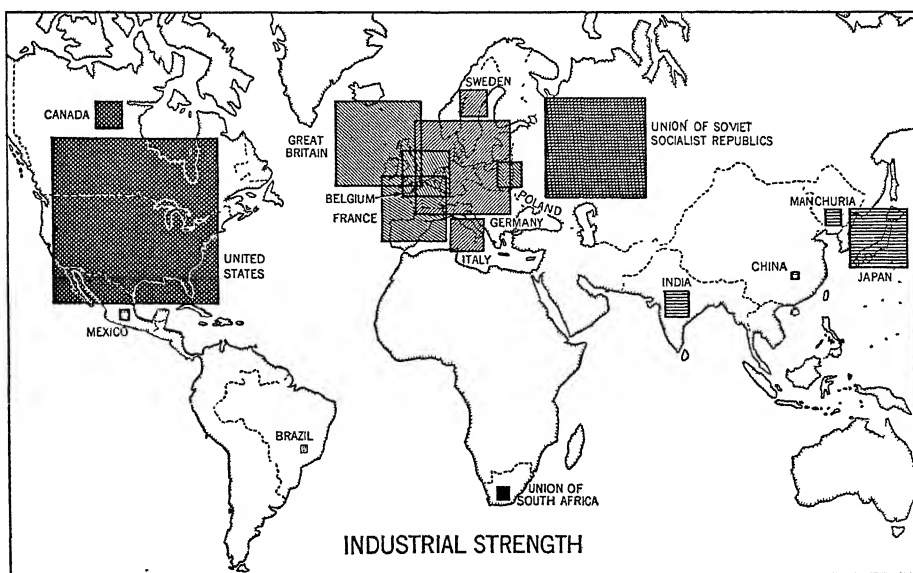 SWEDEN
CANADA
GREAT
BRITAIN
UNION OF SOVIET
SOCIALIST REPUBLICS
BELGIUM
FRANCE
POLAND
GERMANY
ITALY
MANCHURIA
JAPAN
CHINA
INDIA
UNITED
STATES
MEXICO
BRAZIL
UNION OF
SOUTH AFRICA
INDUSTRIAL STRENGTH